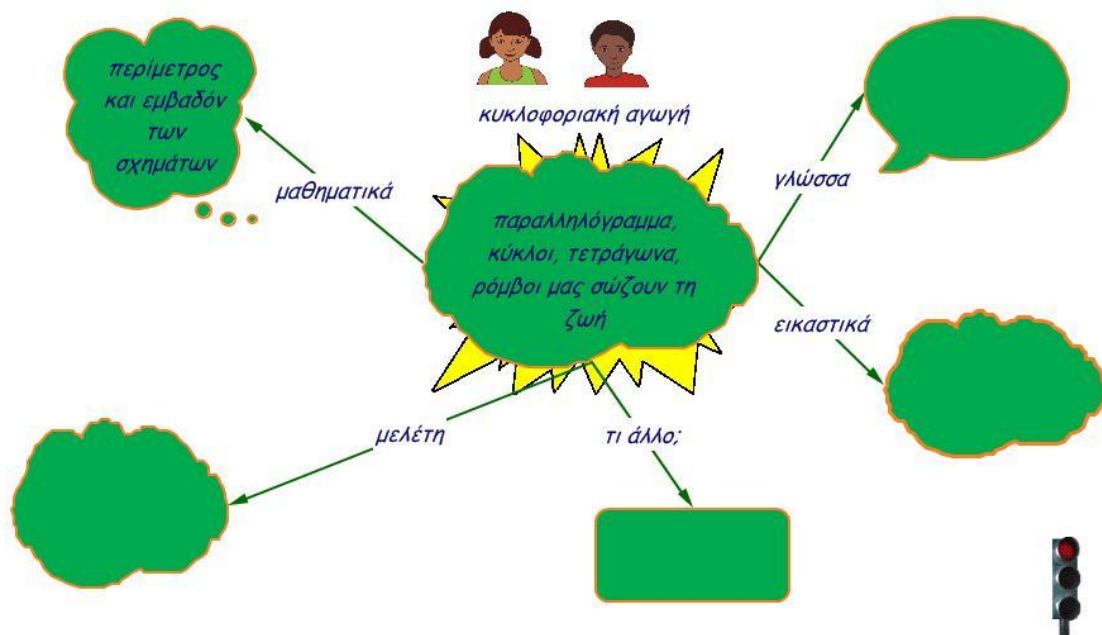 περίμετρος
και εμβαδόν
των
σχημάτων
κυκλοφοριακή αγωγή
μαθηματικά
γλώσσα
παραλληλόγραμμα,
κύκλοι, τετράγωνα,
ρόμβοι μας σώζουν τη
ζωή
εικαστικά
μελέτη
τι άλλο;